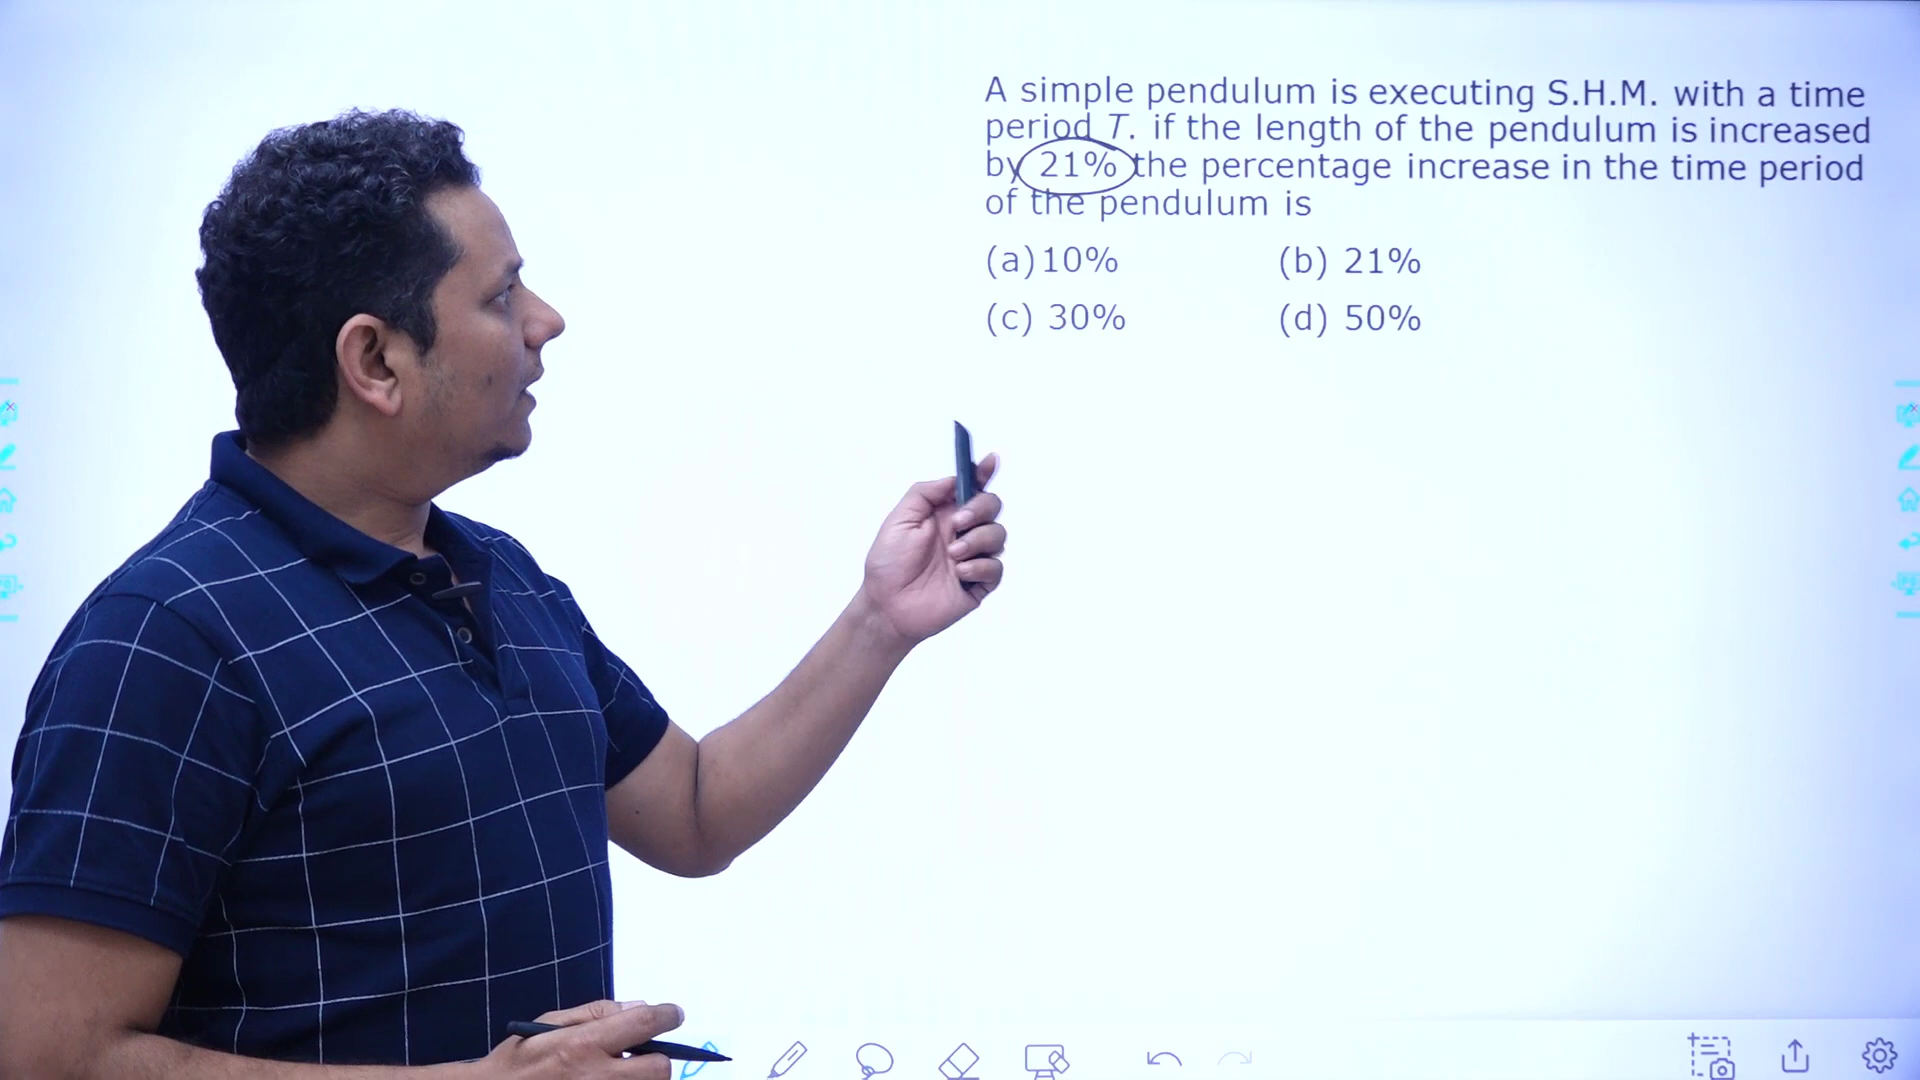 A simple pendulum is executing S.H.M. with a time
period T. if the length of the pendulum is increased
by 21% the percentage increase in the time period
of the pendulum is
(a) 10% (b) 21%
(c) 30% (d) 50%